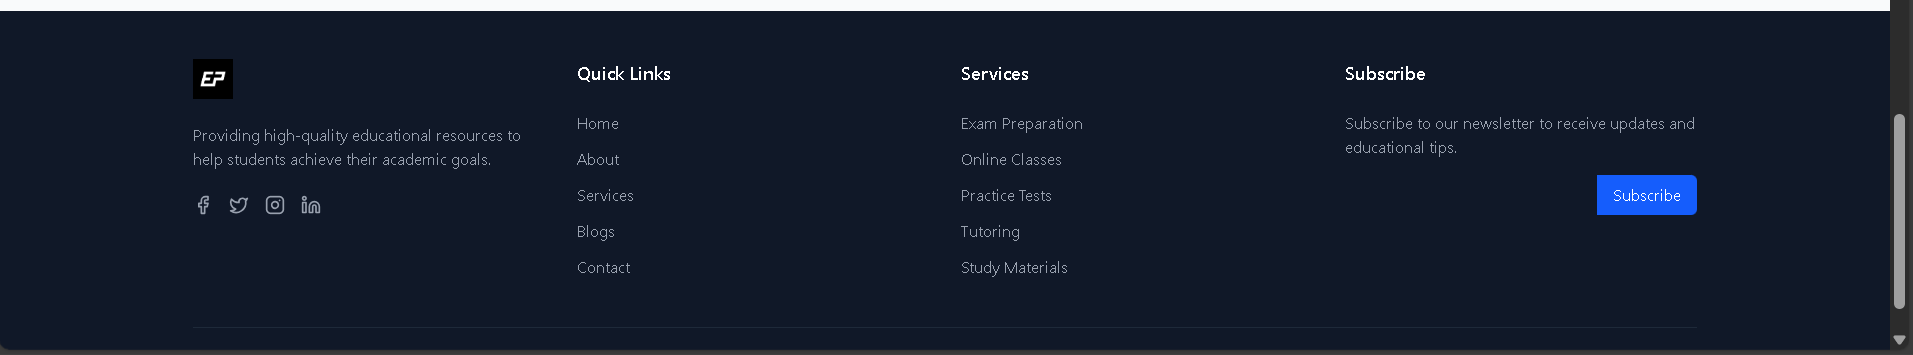 EP
Providing high-quality educational resources to
help students achieve their academic goals.
Quick Links
Home
About
Services
Blogs
Contact
Services
Exam Preparation
Online Classes
Practice Tests
Tutoring
Study Materials
Subscribe
Subscribe to our newsletter to receive updates and
educational tips.
Subscribe